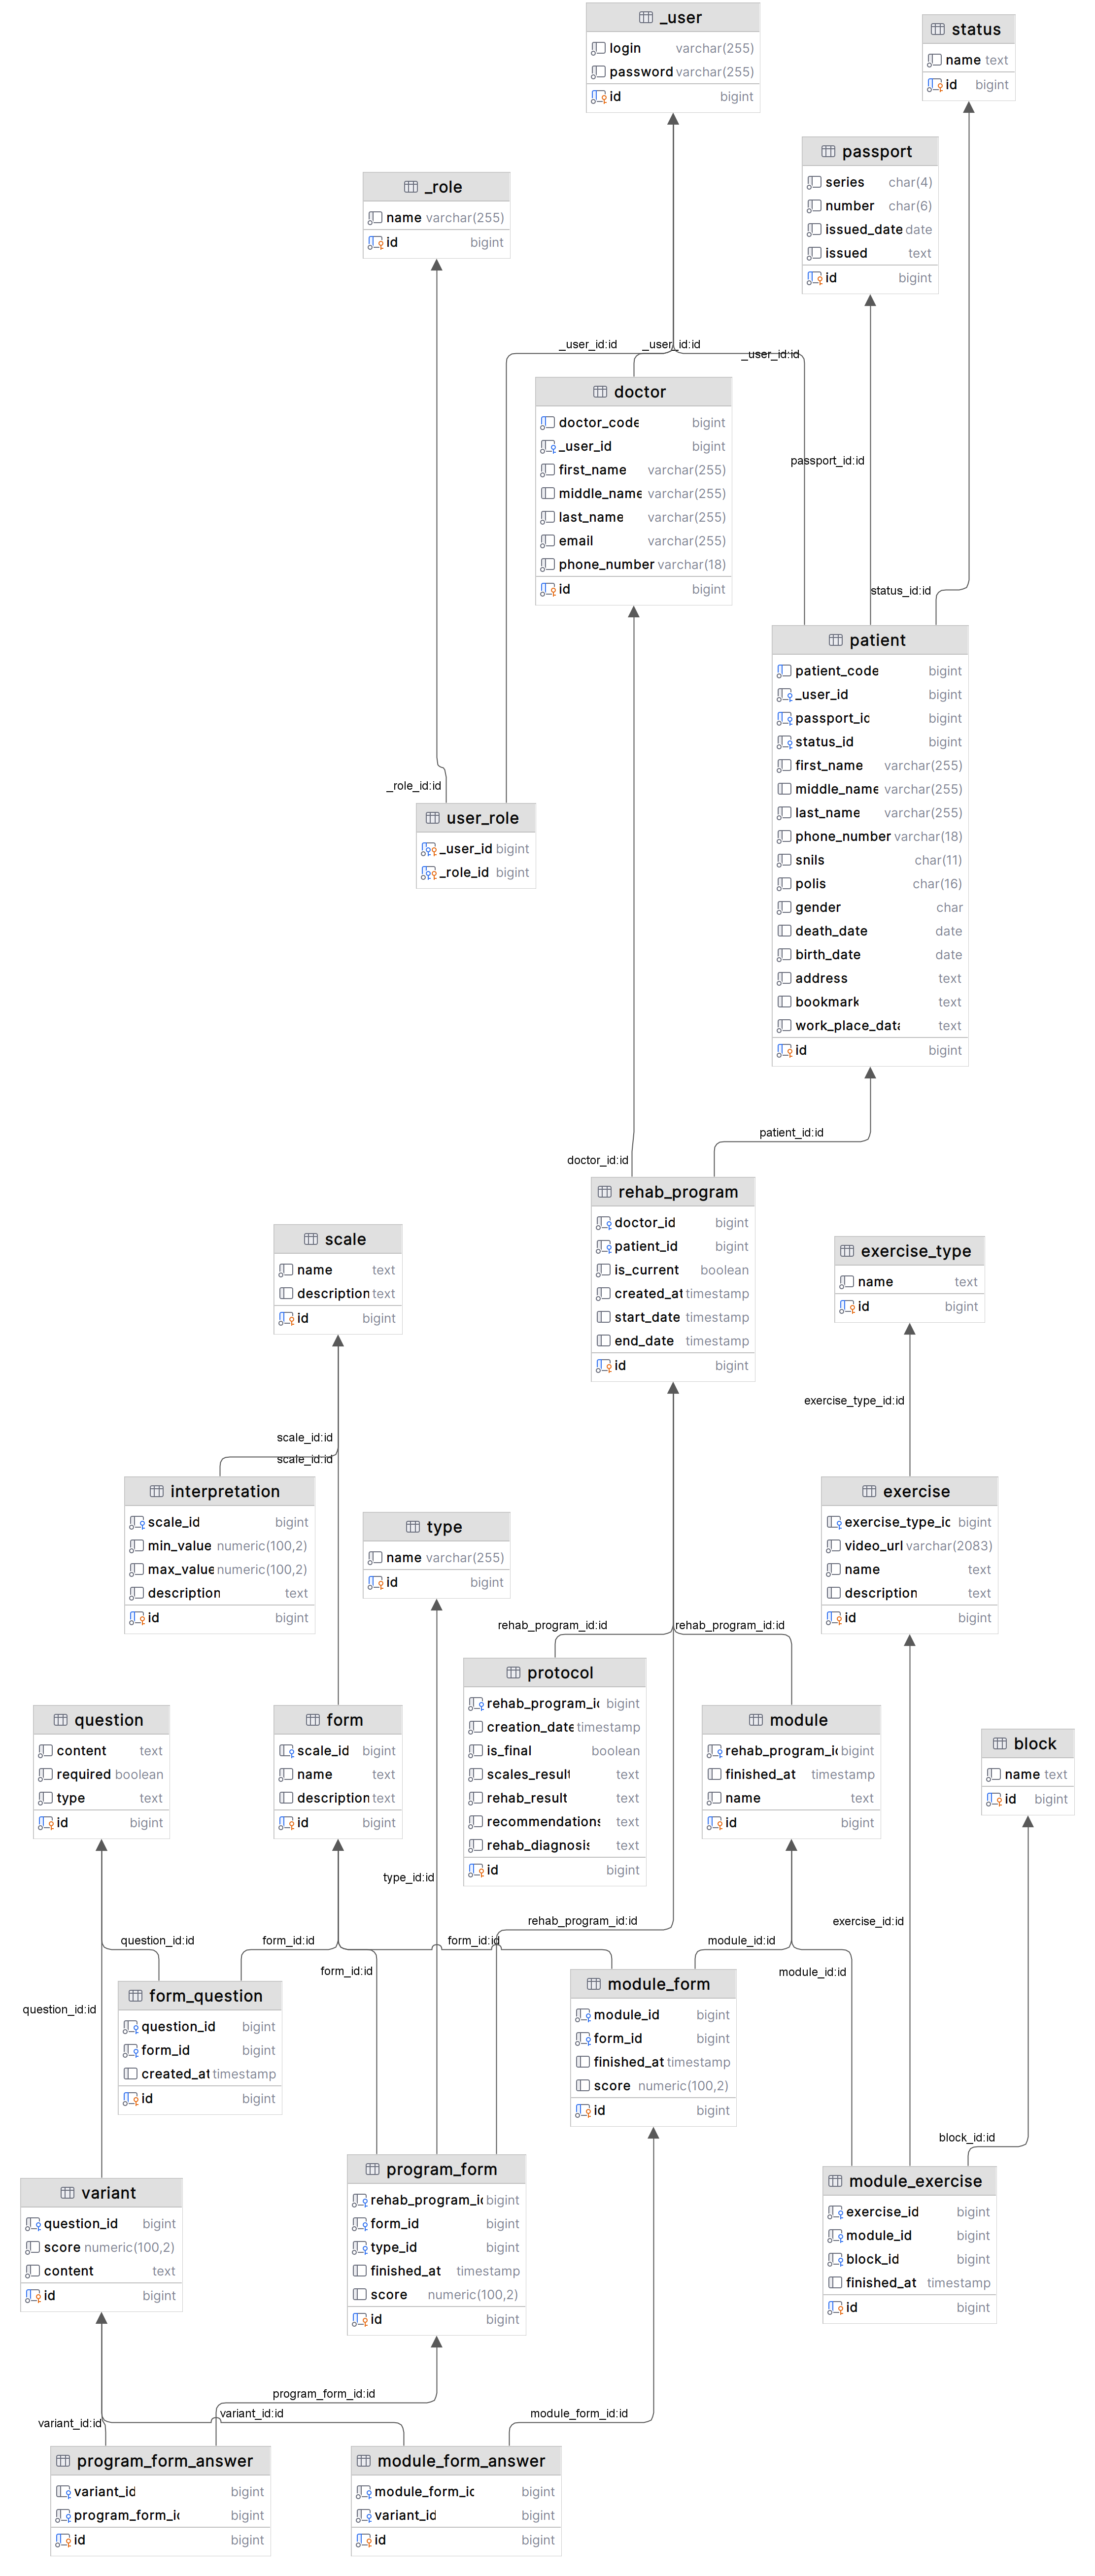 _user
login varchar(255)
password varchar(255)
id bigint
status
name text
id bigint
passport
series char(4)
number char(6)
issued_date date
issued text
id bigint
_role
name varchar(255)
id bigint
_user_id:id
_user_id:id
_user_id:id
doctor
doctor_code bigint
_user_id bigint
first_name varchar(255)
middle_name varchar(255)
last_name varchar(255)
email varchar(255)
phone_number varchar(18)
id bigint
passport_id:id
status_id:id
patient
patient_code bigint
_user_id bigint
passport_id bigint
status_id bigint
first_name varchar(255)
middle_name varchar(255)
last_name varchar(255)
phone_number varchar(18)
snils char(11)
polis char(16)
gender char
death_date date
birth_date date
address text
bookmark text
work_place_data text
id bigint
_role_id:id
user_role
_user_id bigint
_role_id bigint
patient_id:id
doctor_id:id
rehab_program
doctor_id bigint
patient_id bigint
is_current boolean
created_at timestamp
start_date timestamp
end_date timestamp
id bigint
scale
name text
description text
id bigint
exercise_type
name text
id bigint
exercise_type_id:id
scale_id:id
scale_id:id
interpretation
scale_id bigint
min_value numeric(100,2)
max_value numeric(100,2)
description text
id bigint
type
name varchar(255)
id bigint
exercise
exercise_type_id bigint
video_url varchar(2083)
name text
description text
id bigint
rehab_program_id:id
rehab_program_id:id
protocol
rehab_program_id bigint
creation_date timestamp
is_final boolean
scales_result text
rehab_result text
recommendations text
rehab_diagnosis text
id bigint
question
content text
required boolean
type text
id bigint
form
scale_id bigint
name text
description text
id bigint
module
rehab_program_id bigint
finished_at timestamp
name text
id bigint
block
name text
id bigint
type_id:id
rehab_program_id:id
exercise_id:id
question_id:id
form_id:id
form_id:id
module_id:id
form_id:id
module_id:id
form_question
question_id bigint
form_id bigint
created_at timestamp
id bigint
question_id:id
module_form
module_id bigint
form_id bigint
finished_at timestamp
score numeric(100,2)
id bigint
block_id:id
program_form
rehab_program_id bigint
form_id bigint
type_id bigint
finished_at timestamp
score numeric(100,2)
id bigint
module_exercise
exercise_id bigint
module_id bigint
block_id bigint
finished_at timestamp
id bigint
variant
question_id bigint
score numeric(100,2)
content text
id bigint
program_form_id:id
variant_id:id
variant_id:id
module_form_id:id
program_form_answer
variant_id bigint
program_form_id bigint
id bigint
module_form_answer
module_form_id bigint
variant_id bigint
id bigint